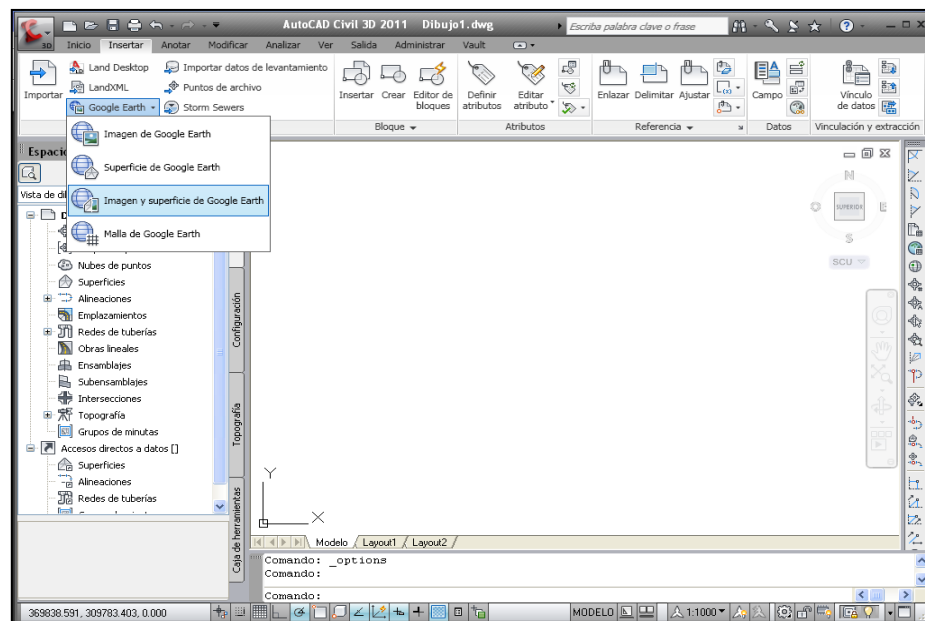 AutoCAD Civil 3D 2011 Dibujo1.dwg
Escriba palabra clave o frase
3D
Inicio Insertar Anotar Modificar Analizar Ver Salida Administrar Vault
Importar
Land Desktop
LandXML
Google Earth
Importar datos de levantamiento
Puntos de archivo
Storm Sewers
Insertar
Crear
Editor de
bloques
Definir
atributos
Editar
atributo
Enlazar
Delimitar
Ajustar
Campo
Vínculo
de datos
Bloque
Atributos
Referencia
Datos
Vinculación y extracción
Imagen de Google Earth
Superficie de Google Earth
Imagen y superficie de Google Earth
Malla de Google Earth
Espacio
Vista de di
Nubes de puntos
Superficies
Alineaciones
Emplazamientos
Redes de tuberías
Obras lineales
Ensamblajes
Subensamblajes
Intersecciones
Topografía
Grupos de minutas
Accesos directos a datos []
Superficies
Alineaciones
Redes de tuberías
Configuración
Topografía
Caja de herramientas
N
SUPERIOR
E
S
O
SCU
Y
X
Modelo Layout1 Layout2
Comando: _options
Comando:
Comando:
369838.591, 309783.403, 0.000
MODELO
1:1000